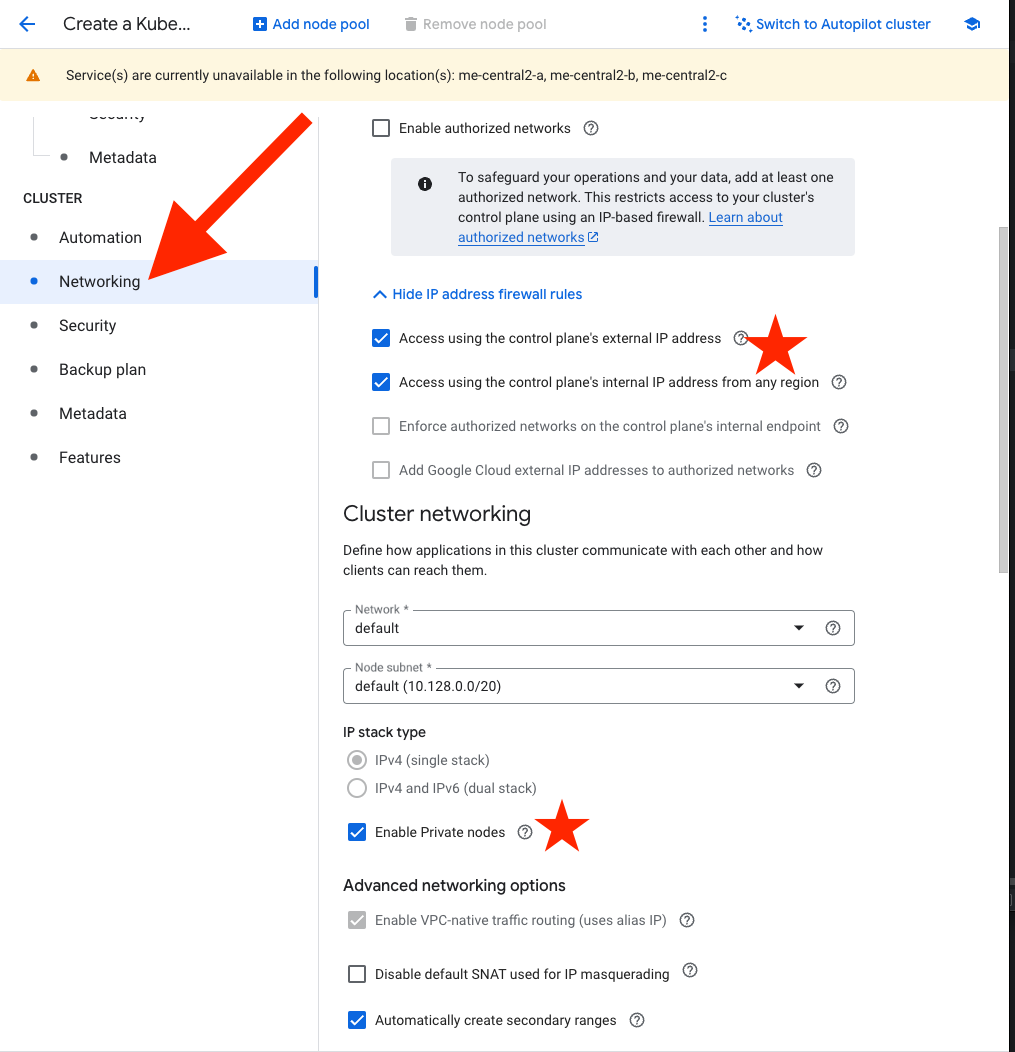 Create a Kube...
Add node pool
Remove node pool
Switch to Autopilot cluster
Service(s) are currently unavailable in the following location(s): me-central2-a, me-central2-b, me-central2-c
Security
Metadata
CLUSTER
Automation
Networking
Security
Backup plan
Metadata
Features
Enable authorized networks
To safeguard your operations and your data, add at least one
authorized network. This restricts access to your cluster's
control plane using an IP-based firewall. Learn about
authorized networks
Hide IP address firewall rules
Access using the control plane's external IP address
Access using the control plane's internal IP address from any region
Enforce authorized networks on the control plane's internal endpoint
Add Google Cloud external IP addresses to authorized networks
Cluster networking
Define how applications in this cluster communicate with each other and how
clients can reach them.
Network *
default
Node subnet *
default (10.128.0.0/20)
IP stack type
IPv4 (single stack)
IPv4 and IPv6 (dual stack)
Enable Private nodes
Advanced networking options
Enable VPC-native traffic routing (uses alias IP)
Disable default SNAT used for IP masquerading
Automatically create secondary ranges